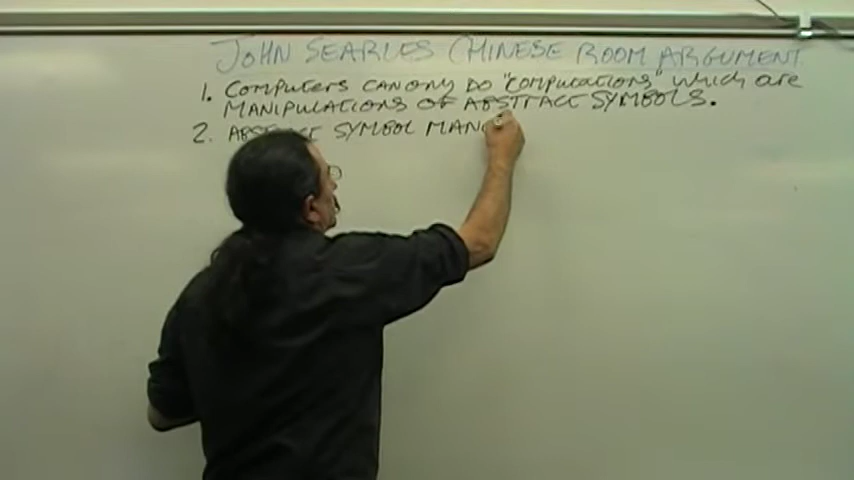 JOHN SEARLES CHINESE ROOM ARGUMENT
1. COMPUTERS CAN ONLY DO "COMPUTATIONS" WHICH ARE
MANIPULATIONS OF ABSTRACT SYMBOLS.
2. SYMBOL